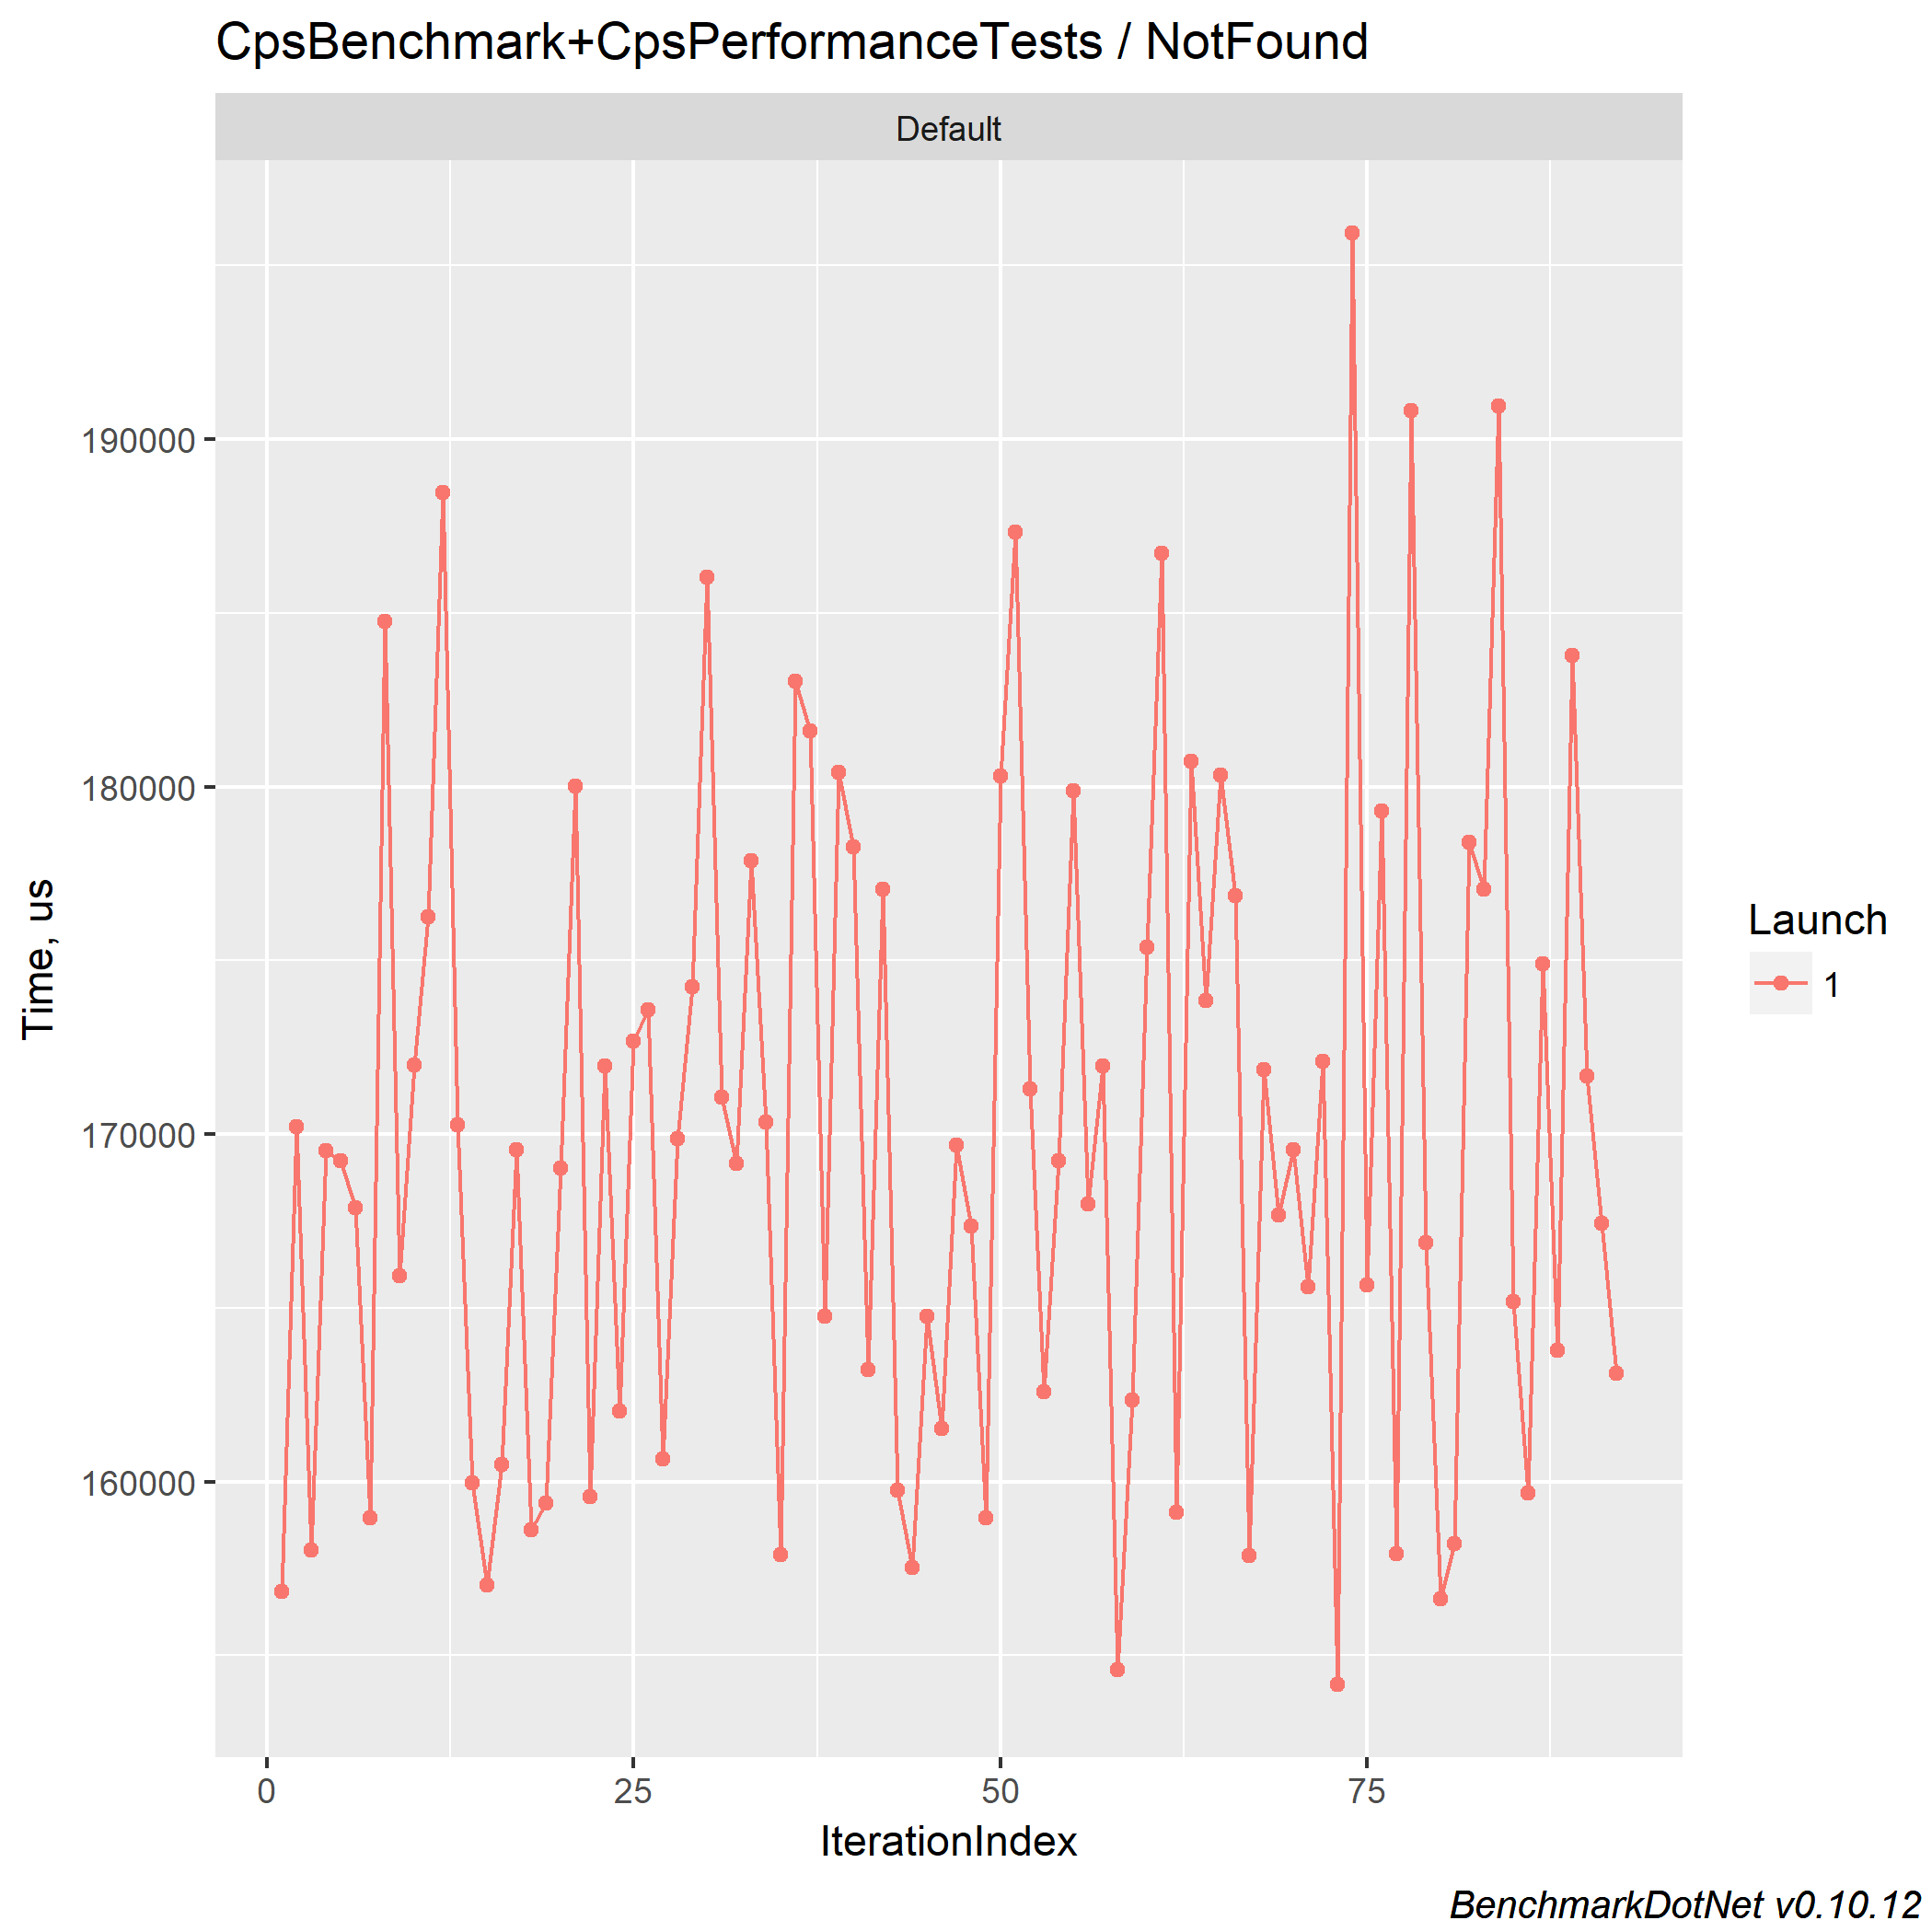 CpsBenchmark+CpsPerformanceTests / NotFound
Default
190000
180000
170000
160000
Time, us
0 25 50 75
IterationIndex
Launch
1
BenchmarkDotNet v0.10.12